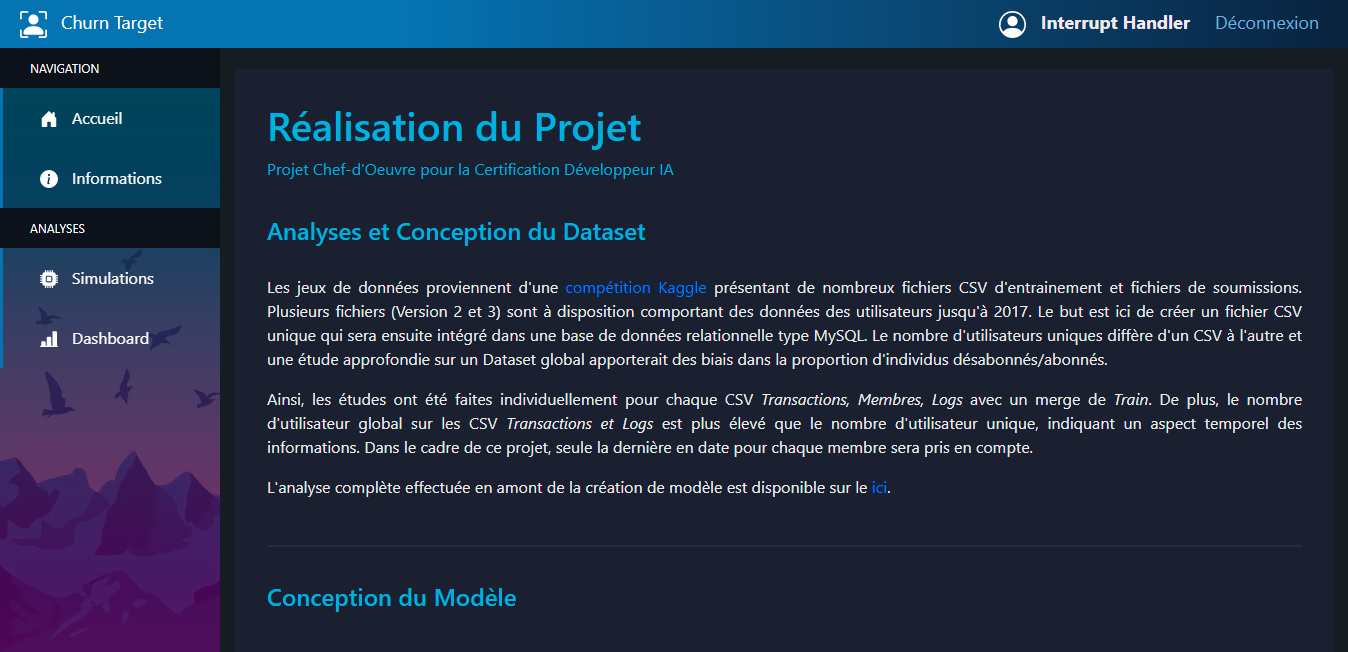 Churn Target
Interrupt Handler
Déconnexion
NAVIGATION
Accueil
Informations
ANALYSES
Simulations
Dashboard
Réalisation du Projet
Projet Chef-d'Oeuvre pour la Certification Développeur IA
Analyses et Conception du Dataset
Les jeux de données proviennent d'une compétition Kaggle présentant de nombreux fichiers CSV d'entrainement et fichiers de soumissions.
Plusieurs fichiers (Version 2 et 3) sont à disposition comportant des données des utilisateurs jusqu'à 2017. Le but est ici de créer un fichier CSV
unique qui sera ensuite intégré dans une base de données relationnelle type MySQL. Le nombre d'utilisateurs uniques diffère d'un CSV à l'autre et
une étude approfondie sur un Dataset global apporterait des biais dans la proportion d'individus désabonnés/abonnés.
Ainsi, les études ont été faites individuellement pour chaque CSV Transactions, Membres, Logs avec un merge de Train. De plus, le nombre
d'utilisateur global sur les CSV Transactions et Logs est plus élevé que le nombre d'utilisateur unique, indiquant un aspect temporel des
informations. Dans le cadre de ce projet, seule la dernière en date pour chaque membre sera pris en compte.
L'analyse complète effectuée en amont de la création de modèle est disponible sur le ici.
Conception du Modèle